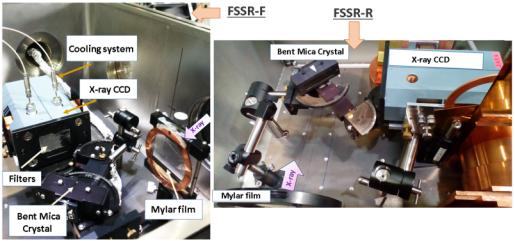 FSSR-F
FSSR-R
Cooling system
X-ray CCD
X-ray
Filters
Bent Mica
Crystal
Mylar film
Bent Mica Crystal
X-ray CCD
X-ray
Mylar film